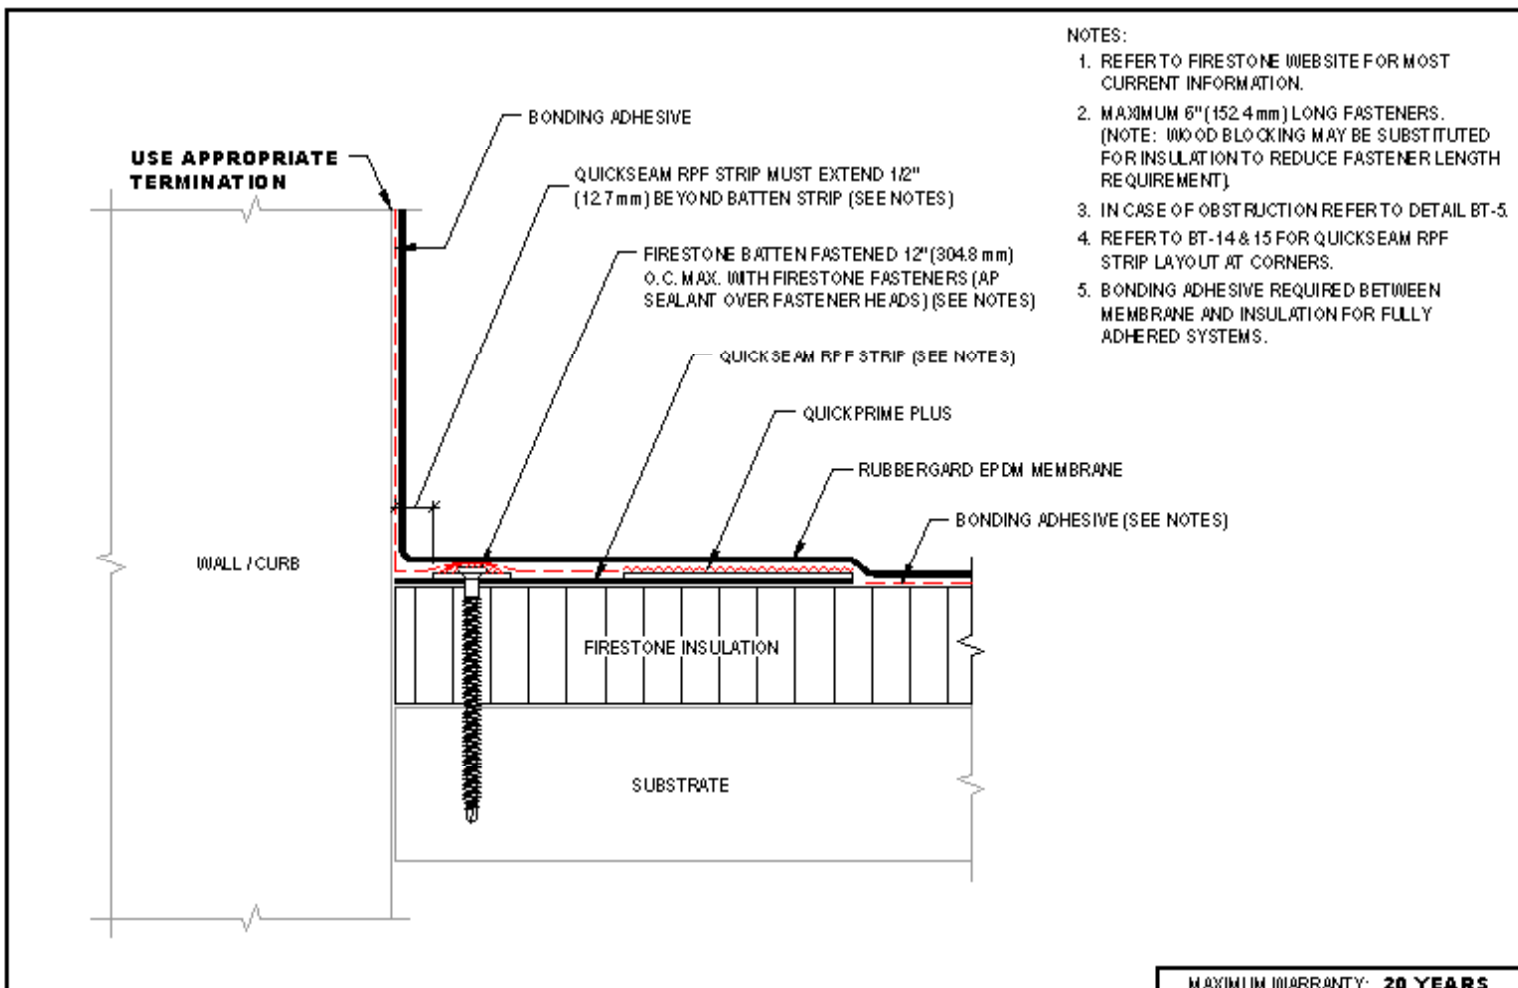 NOTES:
1. REFER TO FIRESTONE WEBSITE FOR MOST
CURRENT INFORMATION.
2. MAXIMUM 6" (152.4 mm) LONG FASTENERS.
(NOTE: WOOD BLOCKING MAY BE SUBSTITUTED
FOR INSULATION TO REDUCE FASTENER LENGTH
REQUIREMENT).
3. IN CASE OF OBSTRUCTION REFER TO DETAIL BT-5.
4. REFER TO BT-14 & 15 FOR QUICKSEAM RPF
STRIP LAYOUT AT CORNERS.
5. BONDING ADHESIVE REQUIRED BETWEEN
MEMBRANE AND INSULATION FOR FULLY
ADHERED SYSTEMS.
BONDING ADHESIVE
USE APPROPRIATE
TERMINATION
QUICKSEAM RPF STRIP MUST EXTEND 1/2"
(12.7 mm) BEYOND BATTEN STRIP (SEE NOTES)
FIRESTONE BATTEN FASTENED 12" (304.8 mm)
O.C. MAX. WITH FIRESTONE FASTENERS (AP
SEALANT OVER FASTENER HEADS) (SEE NOTES)
QUICKSEAM RPF STRIP (SEE NOTES)
QUICKPRIME PLUS
RUBBERGARD EPDM MEMBRANE
BONDING ADHESIVE (SEE NOTES)
WALL / CURB
FIRESTONE INSULATION
SUBSTRATE
MAXIMUM WARRANTY: 20 YEARS